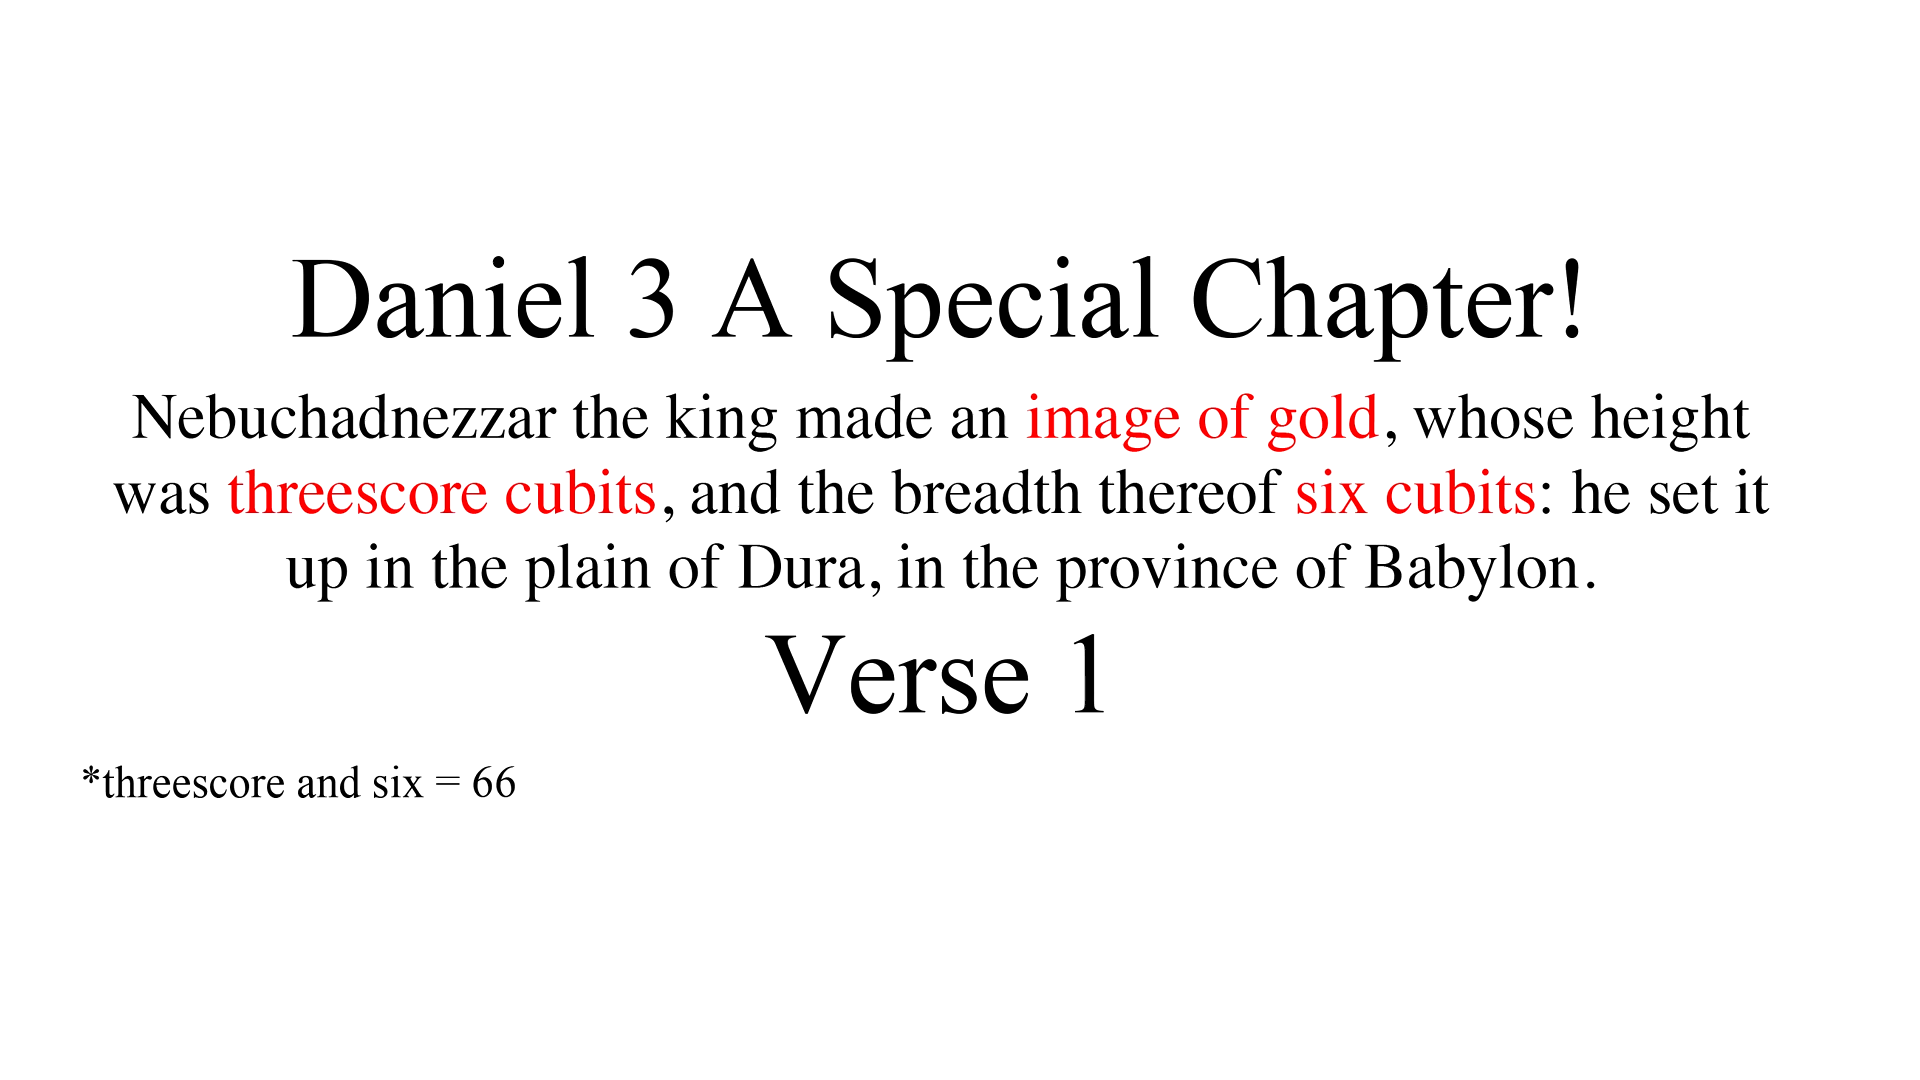 Daniel 3 A Special Chapter!
Nebuchadnezzar the king made an image of gold, whose height
was threescore cubits, and the breadth thereof six cubits: he set it
up in the plain of Dura, in the province of Babylon.
Verse 1
*threescore and six = 66